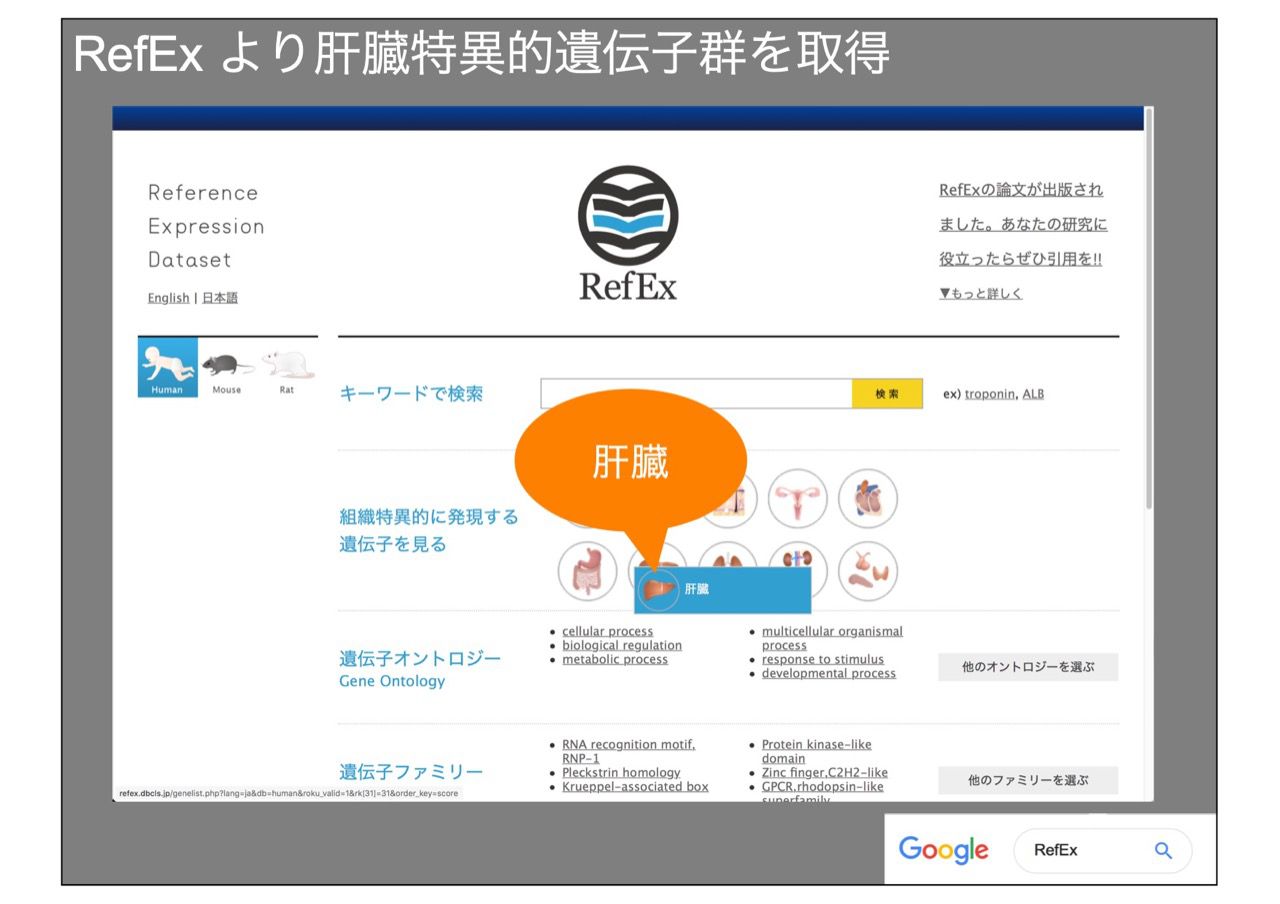 RefEx より肝臓特異的遺伝子群を取得
Reference
Expression
Dataset
English | 日本語
RefEx
RefExの論文が出版され
ました。あなたの研究に
役立ったらぜひ引用を!!
▼もっと詳しく
Human
Mouse
Rat
キーワードで検索
検索
ex) troponin, ALB
肝臓
組織特異的に発現する
遺伝子を見る
肝臓
遺伝子オントロジー
Gene Ontology
• cellular process
• biological regulation
• metabolic process
• multicellular organismal
process
• response to stimulus
• developmental process
他のオントロジーを選ぶ
遺伝子ファミリー
• RNA recognition motif,
RNP-1
• Pleckstrin homology
• Krueppel-associated box
• Protein kinase-like
domain
• Zinc finger,C2H2-like
• GPCR,rhodopsin-like
superfamily
他のファミリーを選ぶ
refex.dbcls.jp/genelist.php?lang=ja&db=human&roku_valid=1&rk[31]=31&order_key=score
Google
RefEx